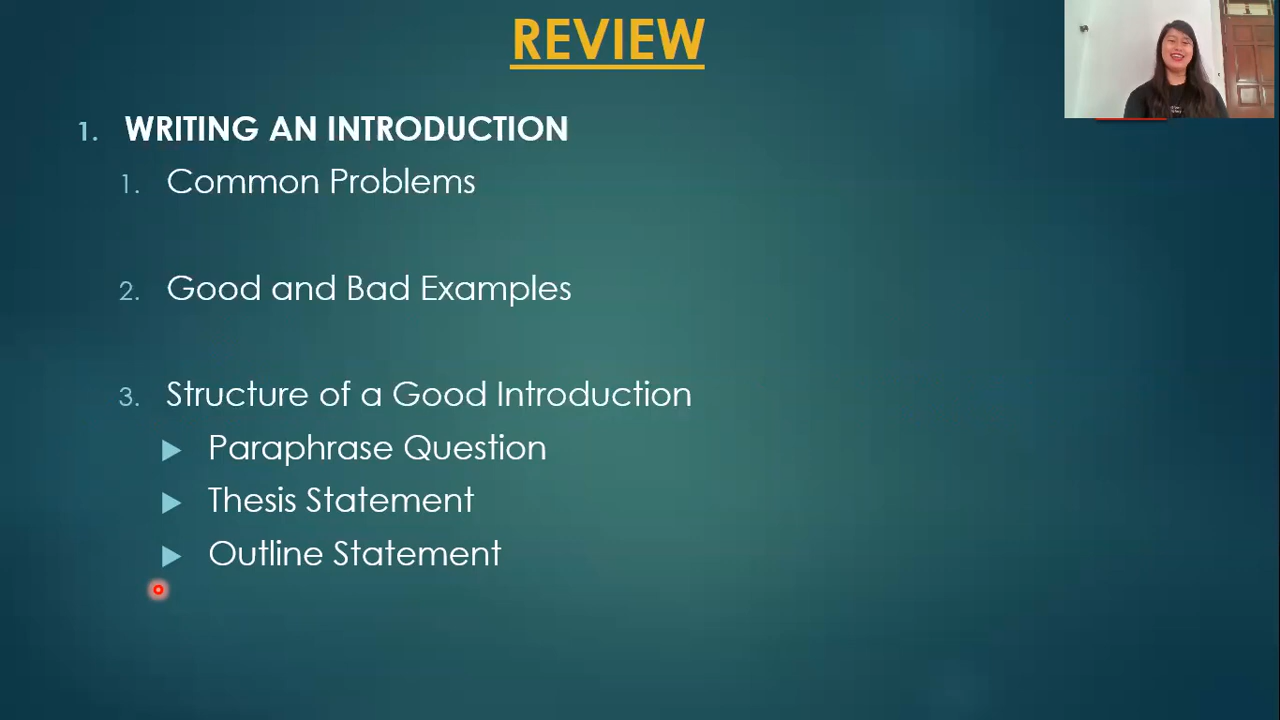 REVIEW
1. WRITING AN INTRODUCTION
1. Common Problems
2. Good and Bad Examples
3. Structure of a Good Introduction
Paraphrase Question
Thesis Statement
Outline Statement